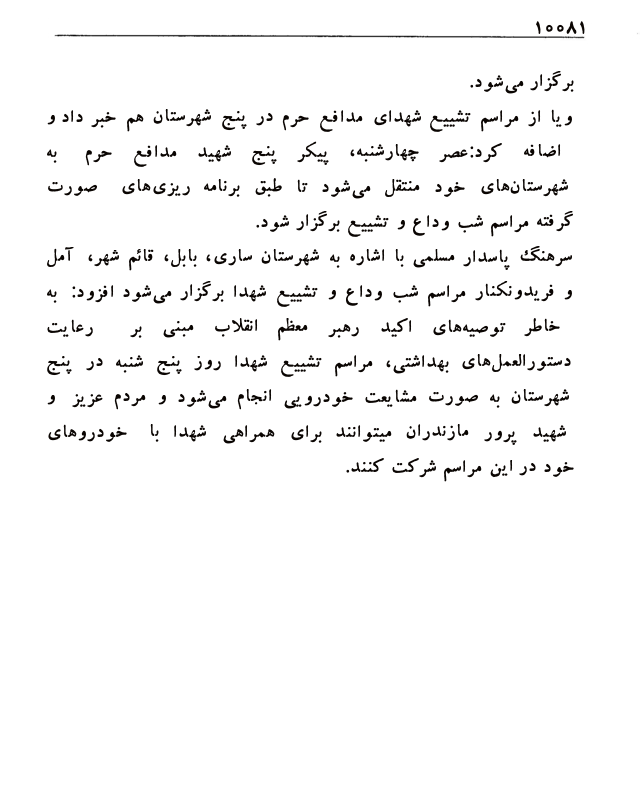 ۱۰۰۸۱
برگزار می‌شود.
ویا از مراسم تشییع شهدای مدافع حرم در پنج شهرستان هم خبر داد و
اضافه کرد:عصر چهارشنبه، پیکر پنج شهید مدافع حرم به
شهرستان‌های خود منتقل می‌شود تا طبق برنامه ریزی‌های صورت
گرفته مراسم شب وداع و تشییع برگزار شود.
سرهنگ پاسدار مسلمی با اشاره به شهرستان ساری، بابل، قائم شهر، آمل
و فریدونکنار مراسم شب وداع و تشییع شهدا برگزار می‌شود افزود: به
خاطر توصیه‌های اکید رهبر معظم انقلاب مبنی بر رعایت
دستورالعمل‌های بهداشتی، مراسم تشییع شهدا روز پنج شنبه در پنج
شهرستان به صورت مشایعت خودرویی انجام می‌شود و مردم عزیز و
شهید پرور مازندران میتوانند برای همراهی شهدا با خودروهای
خود در این مراسم شرکت کنند.